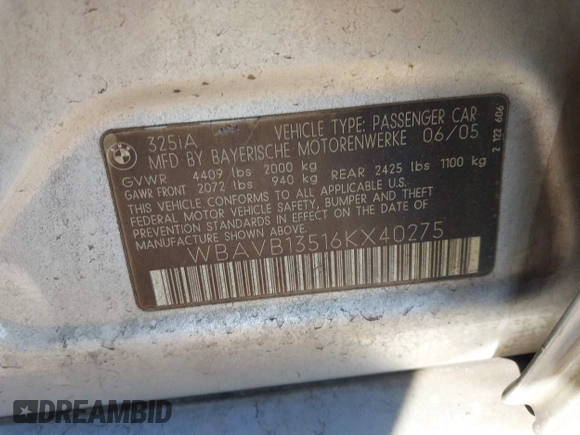 BMW
325iA VEHICLE TYPE: PASSENGER CAR
MFD BY BAYERISCHE MOTORENWERKE 06/05
GVWR 4409 lbs 2000 kg
GAWR FRONT 2072 lbs 940 kg REAR 2425 lbs 1100 kg
THIS VEHICLE CONFORMS TO ALL APPLICABLE U.S.
FEDERAL MOTOR VEHICLE SAFETY, BUMPER AND THEFT
PREVENTION STANDARDS IN EFFECT ON THE DATE OF
MANUFACTURE SHOWN ABOVE.
WBAVB13516KX40275
2 122 606
DREAMBID